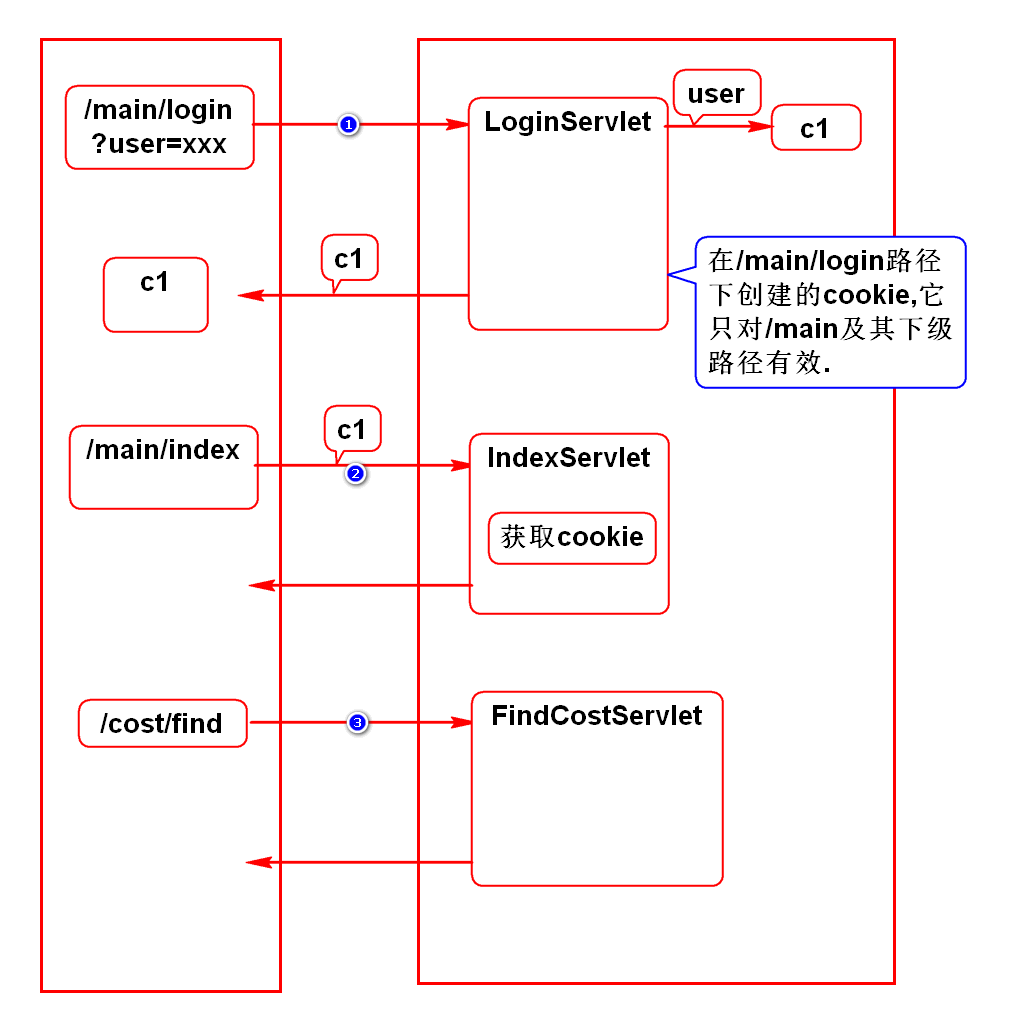 /main/login
?user=xxx
1
LoginServlet
user
c1
c1
c1
在/main/login路径
下创建的cookie,它
只对/main及其下级
路径有效.
/main/index
c1
2
IndexServlet
获取cookie
/cost/find
3
FindCostServlet